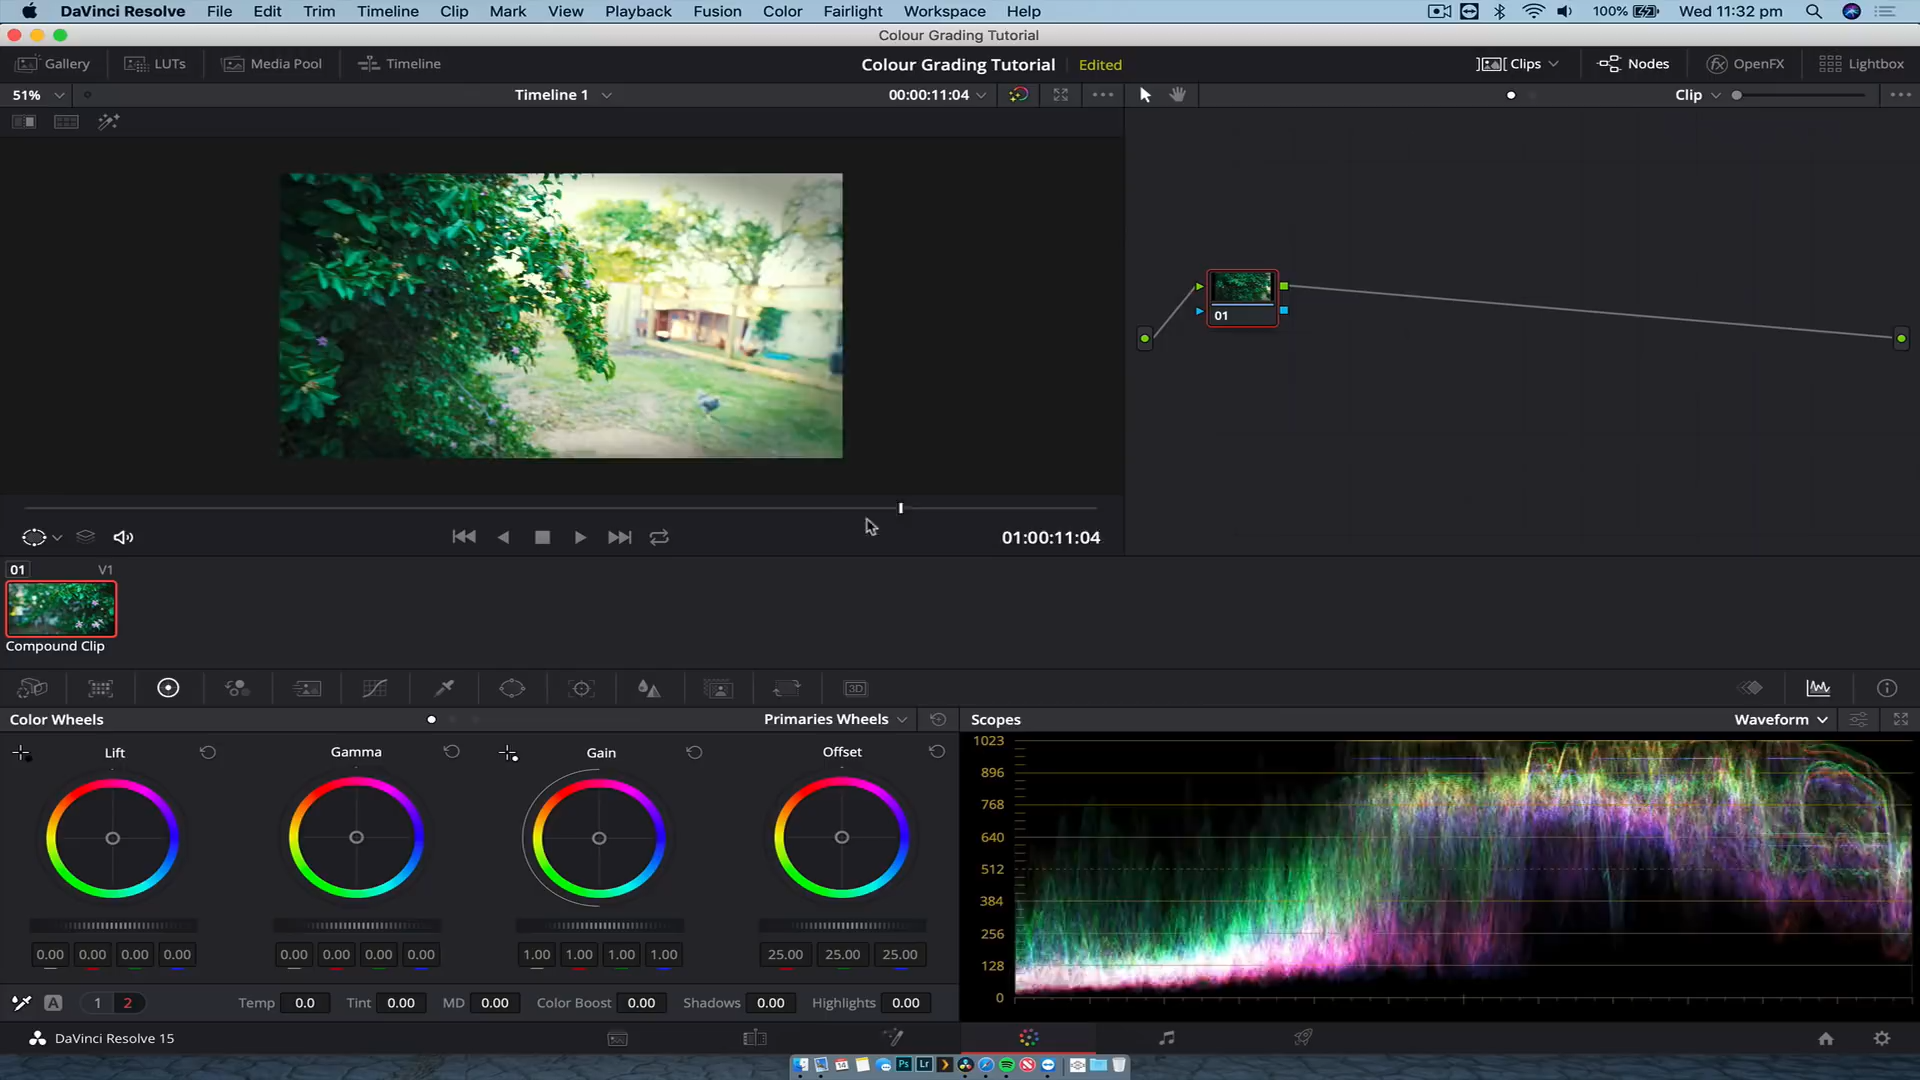 DaVinci Resolve File Edit Trim Timeline Clip Mark View Playback Fusion Color Fairlight Workspace Help 100% Wed 11:32 pm
Colour Grading Tutorial
Gallery LUTs Media Pool Timeline Colour Grading Tutorial Edited Clips Nodes OpenFX Lightbox
51% Timeline 1 00:00:11:04 Clip
01
01:00:11:04
01 V1
Compound Clip
3D
Color Wheels Primaries Wheels Scopes Waveform
Lift Gamma Gain Offset
1023
896
768
640
512
384
256
128
0
0.00 0.00 0.00 0.00 0.00 0.00 0.00 0.00 1.00 1.00 1.00 1.00 25.00 25.00 25.00
A 1 2 Temp 0.0 Tint 0.00 MD 0.00 Color Boost 0.00 Shadows 0.00 Highlights 0.00
DaVinci Resolve 15
Ps Lr